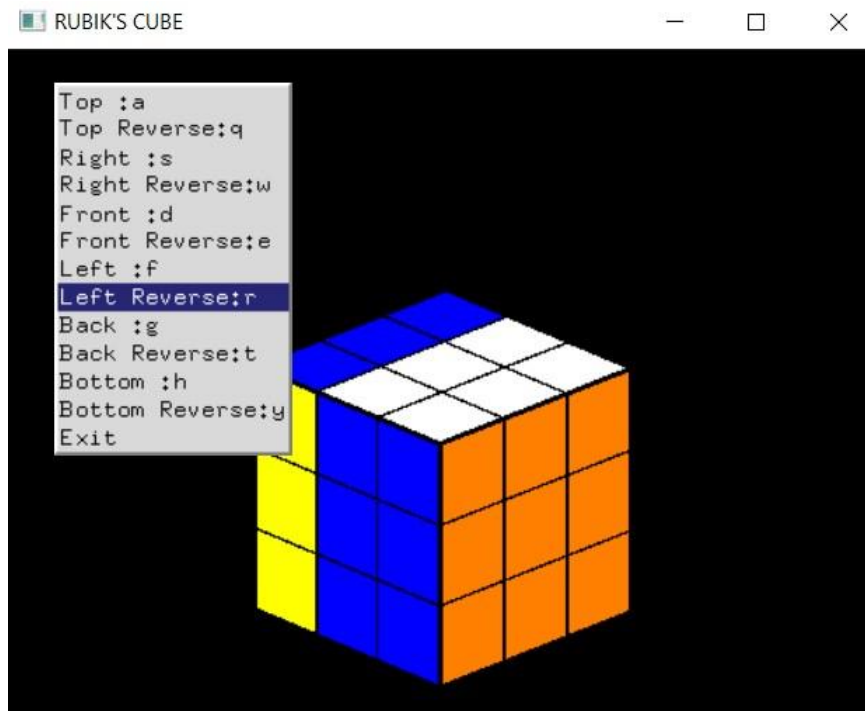 RUBIK'S CUBE
Top :a
Top Reverse:q
Right :s
Right Reverse:w
Front :d
Front Reverse:e
Left :f
Left Reverse:r
Back :g
Back Reverse:t
Bottom :h
Bottom Reverse:y
Exit